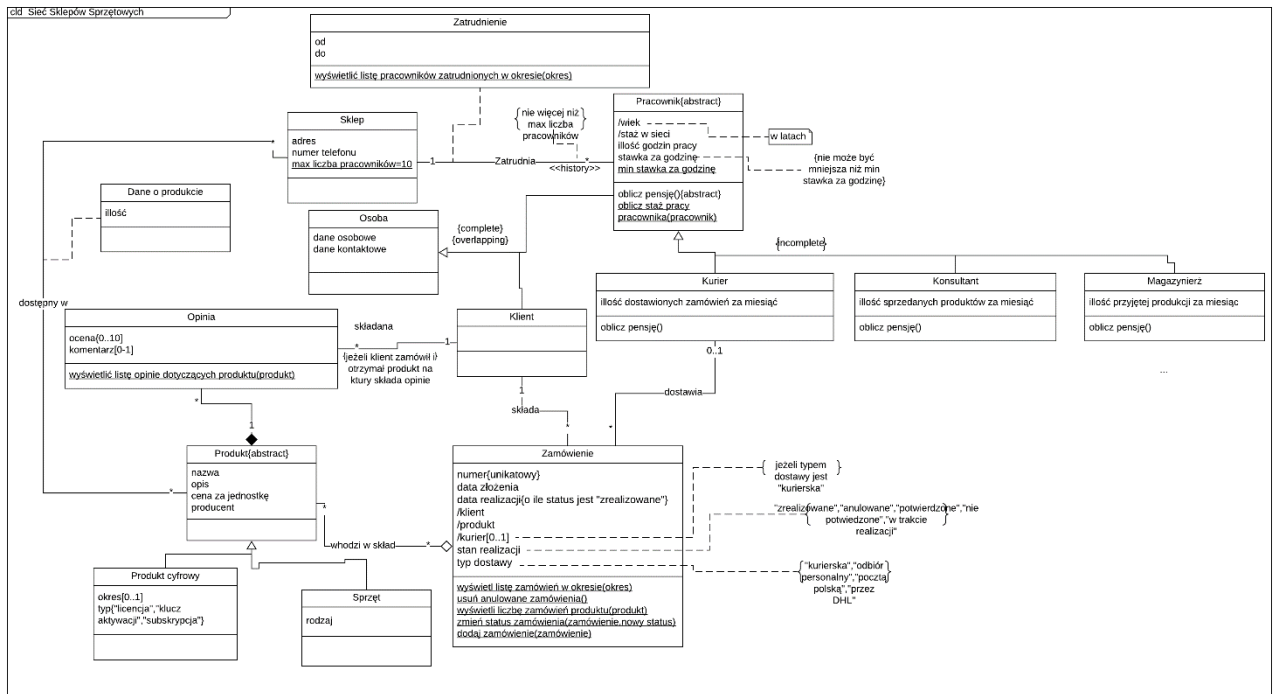 cld Sieć Sklepów Sprzętowych
Zatrudnienie
od
do
wyświetlić listę pracowników zatrudnionych w okresie(okres)
Sklep
adres
numer telefonu
max liczba pracowników=10
1
Zatrudnia
*
<<history>>
{nie więcej niż
max liczba
pracowników}
Pracownik{abstract}
/wiek
/staż w sieci
illość godzin pracy
stawka za godzinę
min stawka za godzinę
oblicz pensję(){abstract}
oblicz staż pracy
pracownika(pracownik)
w latach
{nie może być
mniejsza niż min
stawka za godzinę}
*
Dane o produkcie
illość
Osoba
dane osobowe
dane kontaktowe
{complete}
{overlapping}
{incomplete}
Kurier
illość dostawionych zamówień za miesiąć
oblicz pensję()
Konsultant
illość sprzedanych produktów za miesiąć
oblicz pensję()
Magazynierż
illość przyjętej produkcji za miesiąc
oblicz pensję()
...
dostępny w
Opinia
ocena{0..10]
komentarz[0-1]
wyświetlić listę opinie dotyczących produktu(produkt)
składana
*
1
{jeżeli klient zamówił i
otrzymał produkt na
ktury składa opinie
}
Klient
0..1
dostawia
*
1
składa
*
*
1
Produkt{abstract}
nazwa
opis
cena za jednostkę
producent
*
*
whodzi w skład
*
Zamówienie
numer{unikatowy}
data złożenia
data realizacji{o ile status jest "zrealizowane"}
/klient
/produkt
/kurier[0..1]
stan realizacji
typ dostawy
wyświetl listę zamówień w okresie(okres)
usuń anulowane zamówienia()
wyświetli liczbę zamówień produktu(produkt)
zmień status zamówienia(zamówienie,nowy status)
dodaj zamówienie(zamówienie)
{jeżeli typem
dostawy jest
"kurierska"}
{"zrealizowane","anulowane","potwierdzone","nie
potwiedzone","w trakcie
realizacji"}
{"kurierska","odbiór
personalny","pocztą
polską","przez
DHL"}
Produkt cyfrowy
okres[0..1]
typ{"licencja","klucz
aktywacji","subskrypcja"}
Sprzęt
rodzaj